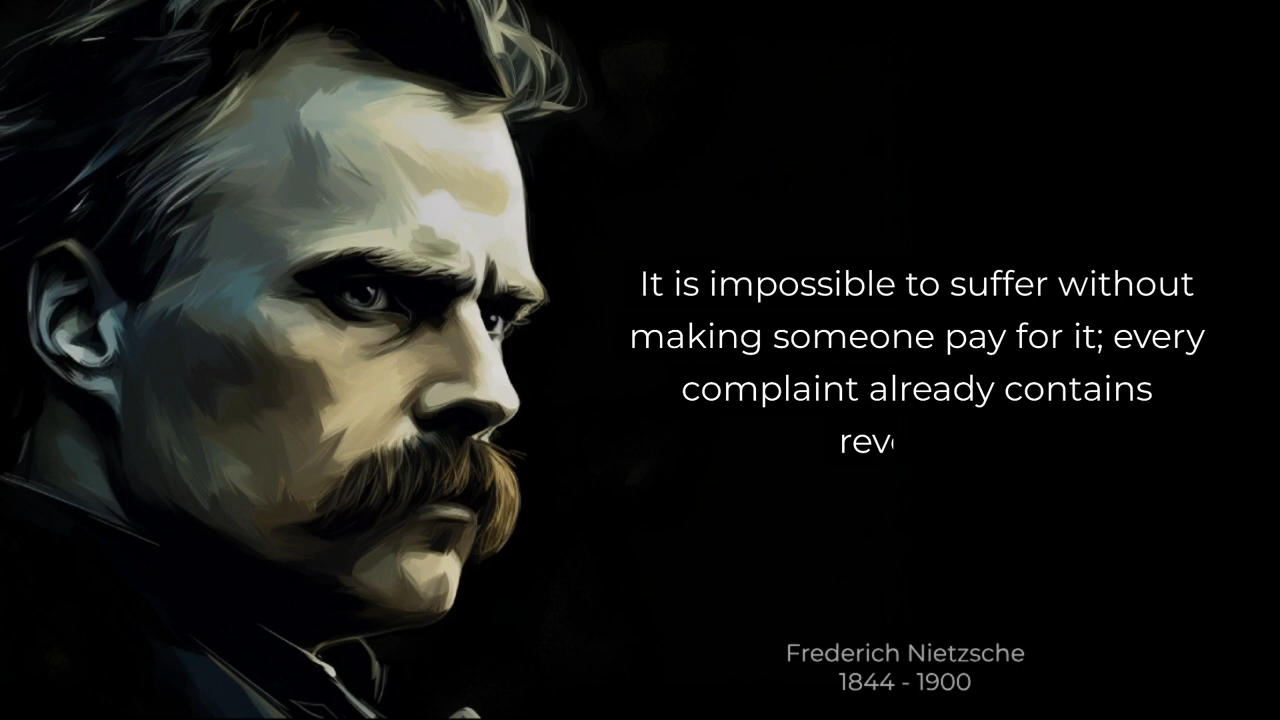 It is impossible to suffer without
making someone pay for it; every
complaint already contains
Frederich Nietzsche
1844 - 1900